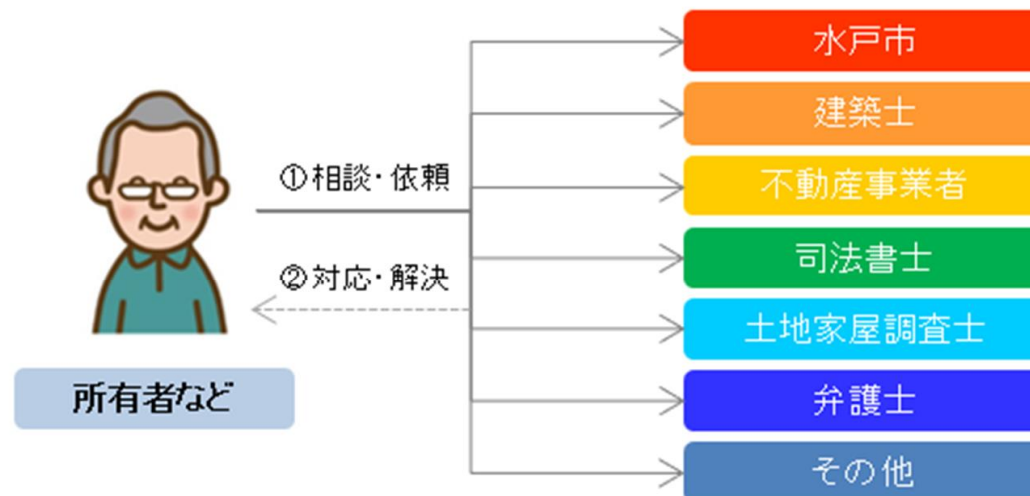 ①相談・依頼
②対応・解決
所有者など
水戸市
建築士
不動産事業者
司法書士
土地家屋調査士
弁護士
その他